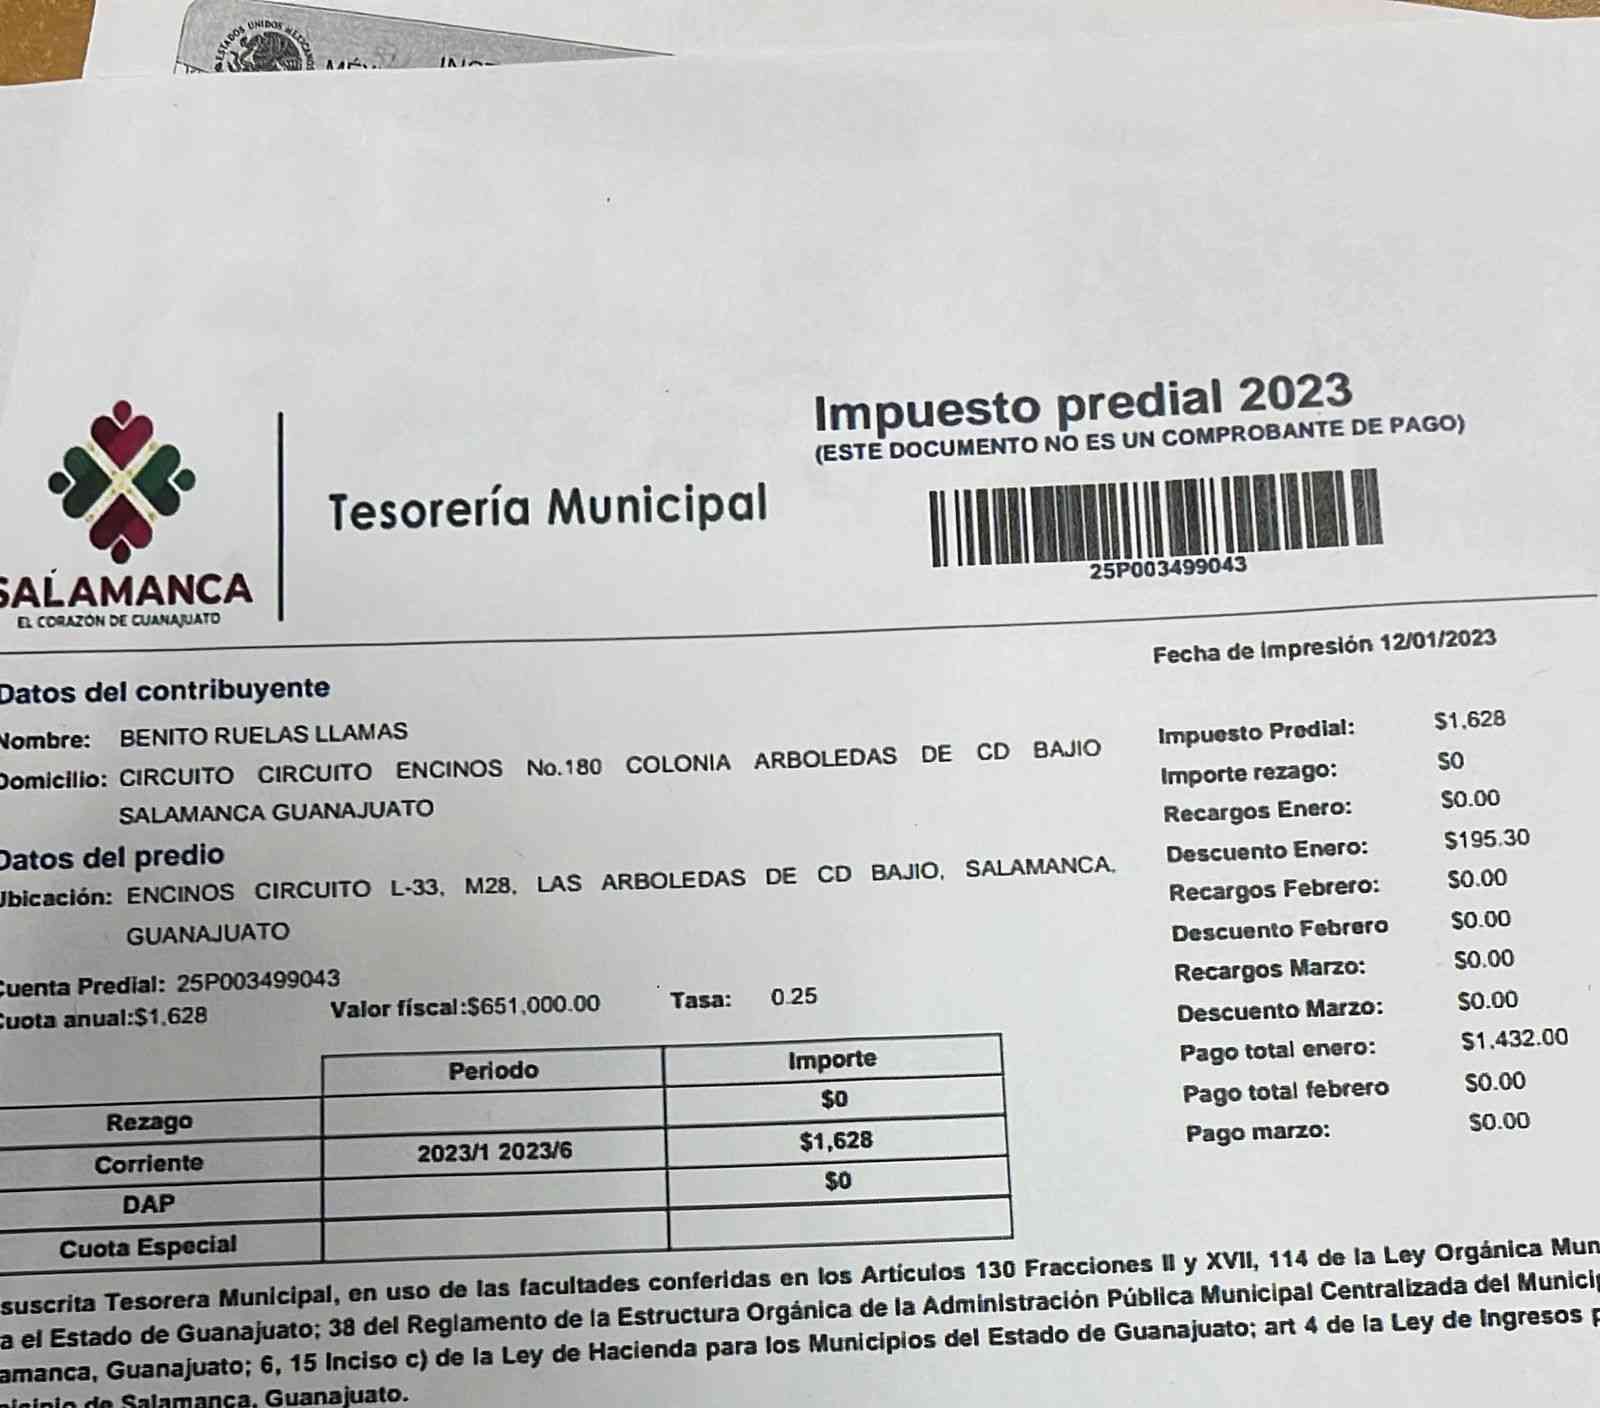 ESTADOS UNIDOS MEXICANOS
Impuesto predial 2023
(ESTE DOCUMENTO NO ES UN COMPROBANTE DE PAGO)
Tesorería Municipal
25P003499043
SALAMANCA
EL CORAZÓN DE GUANAJUATO
Fecha de impresión 12/01/2023
Datos del contribuyente
Nombre: BENITO RUELAS LLAMAS
Domicilio: CIRCUITO CIRCUITO ENCINOS No.180 COLONIA ARBOLEDAS DE CD BAJIO
SALAMANCA GUANAJUATO
Datos del predio
Ubicación: ENCINOS CIRCUITO L-33, M28, LAS ARBOLEDAS DE CD BAJIO, SALAMANCA,
GUANAJUATO
Cuenta Predial: 25P003499043
Cuota anual:$1,628 Valor físcal:$651,000.00 Tasa: 0.25
Impuesto Predial: $1,628
Importe rezago: $0
Recargos Enero: $0.00
Descuento Enero: $195.30
Recargos Febrero: $0.00
Descuento Febrero $0.00
Recargos Marzo: $0.00
Descuento Marzo: $0.00
Pago total enero: $1,432.00
Pago total febrero $0.00
Pago marzo: $0.00
Periodo Importe
Rezago $0
Corriente 2023/1 2023/6 $1,628
DAP $0
Cuota Especial
suscrita Tesorera Municipal, en uso de las facultades conferidas en los Artículos 130 Fracciones II y XVII, 114 de la Ley Orgánica Mun
a el Estado de Guanajuato; 38 del Reglamento de la Estructura Orgánica de la Administración Pública Municipal Centralizada del Municip
amanca, Guanajuato; 6, 15 Inciso c) de la Ley de Hacienda para los Municipios del Estado de Guanajuato; art 4 de la Ley de Ingresos p
de Salamanca, Guanajuato.